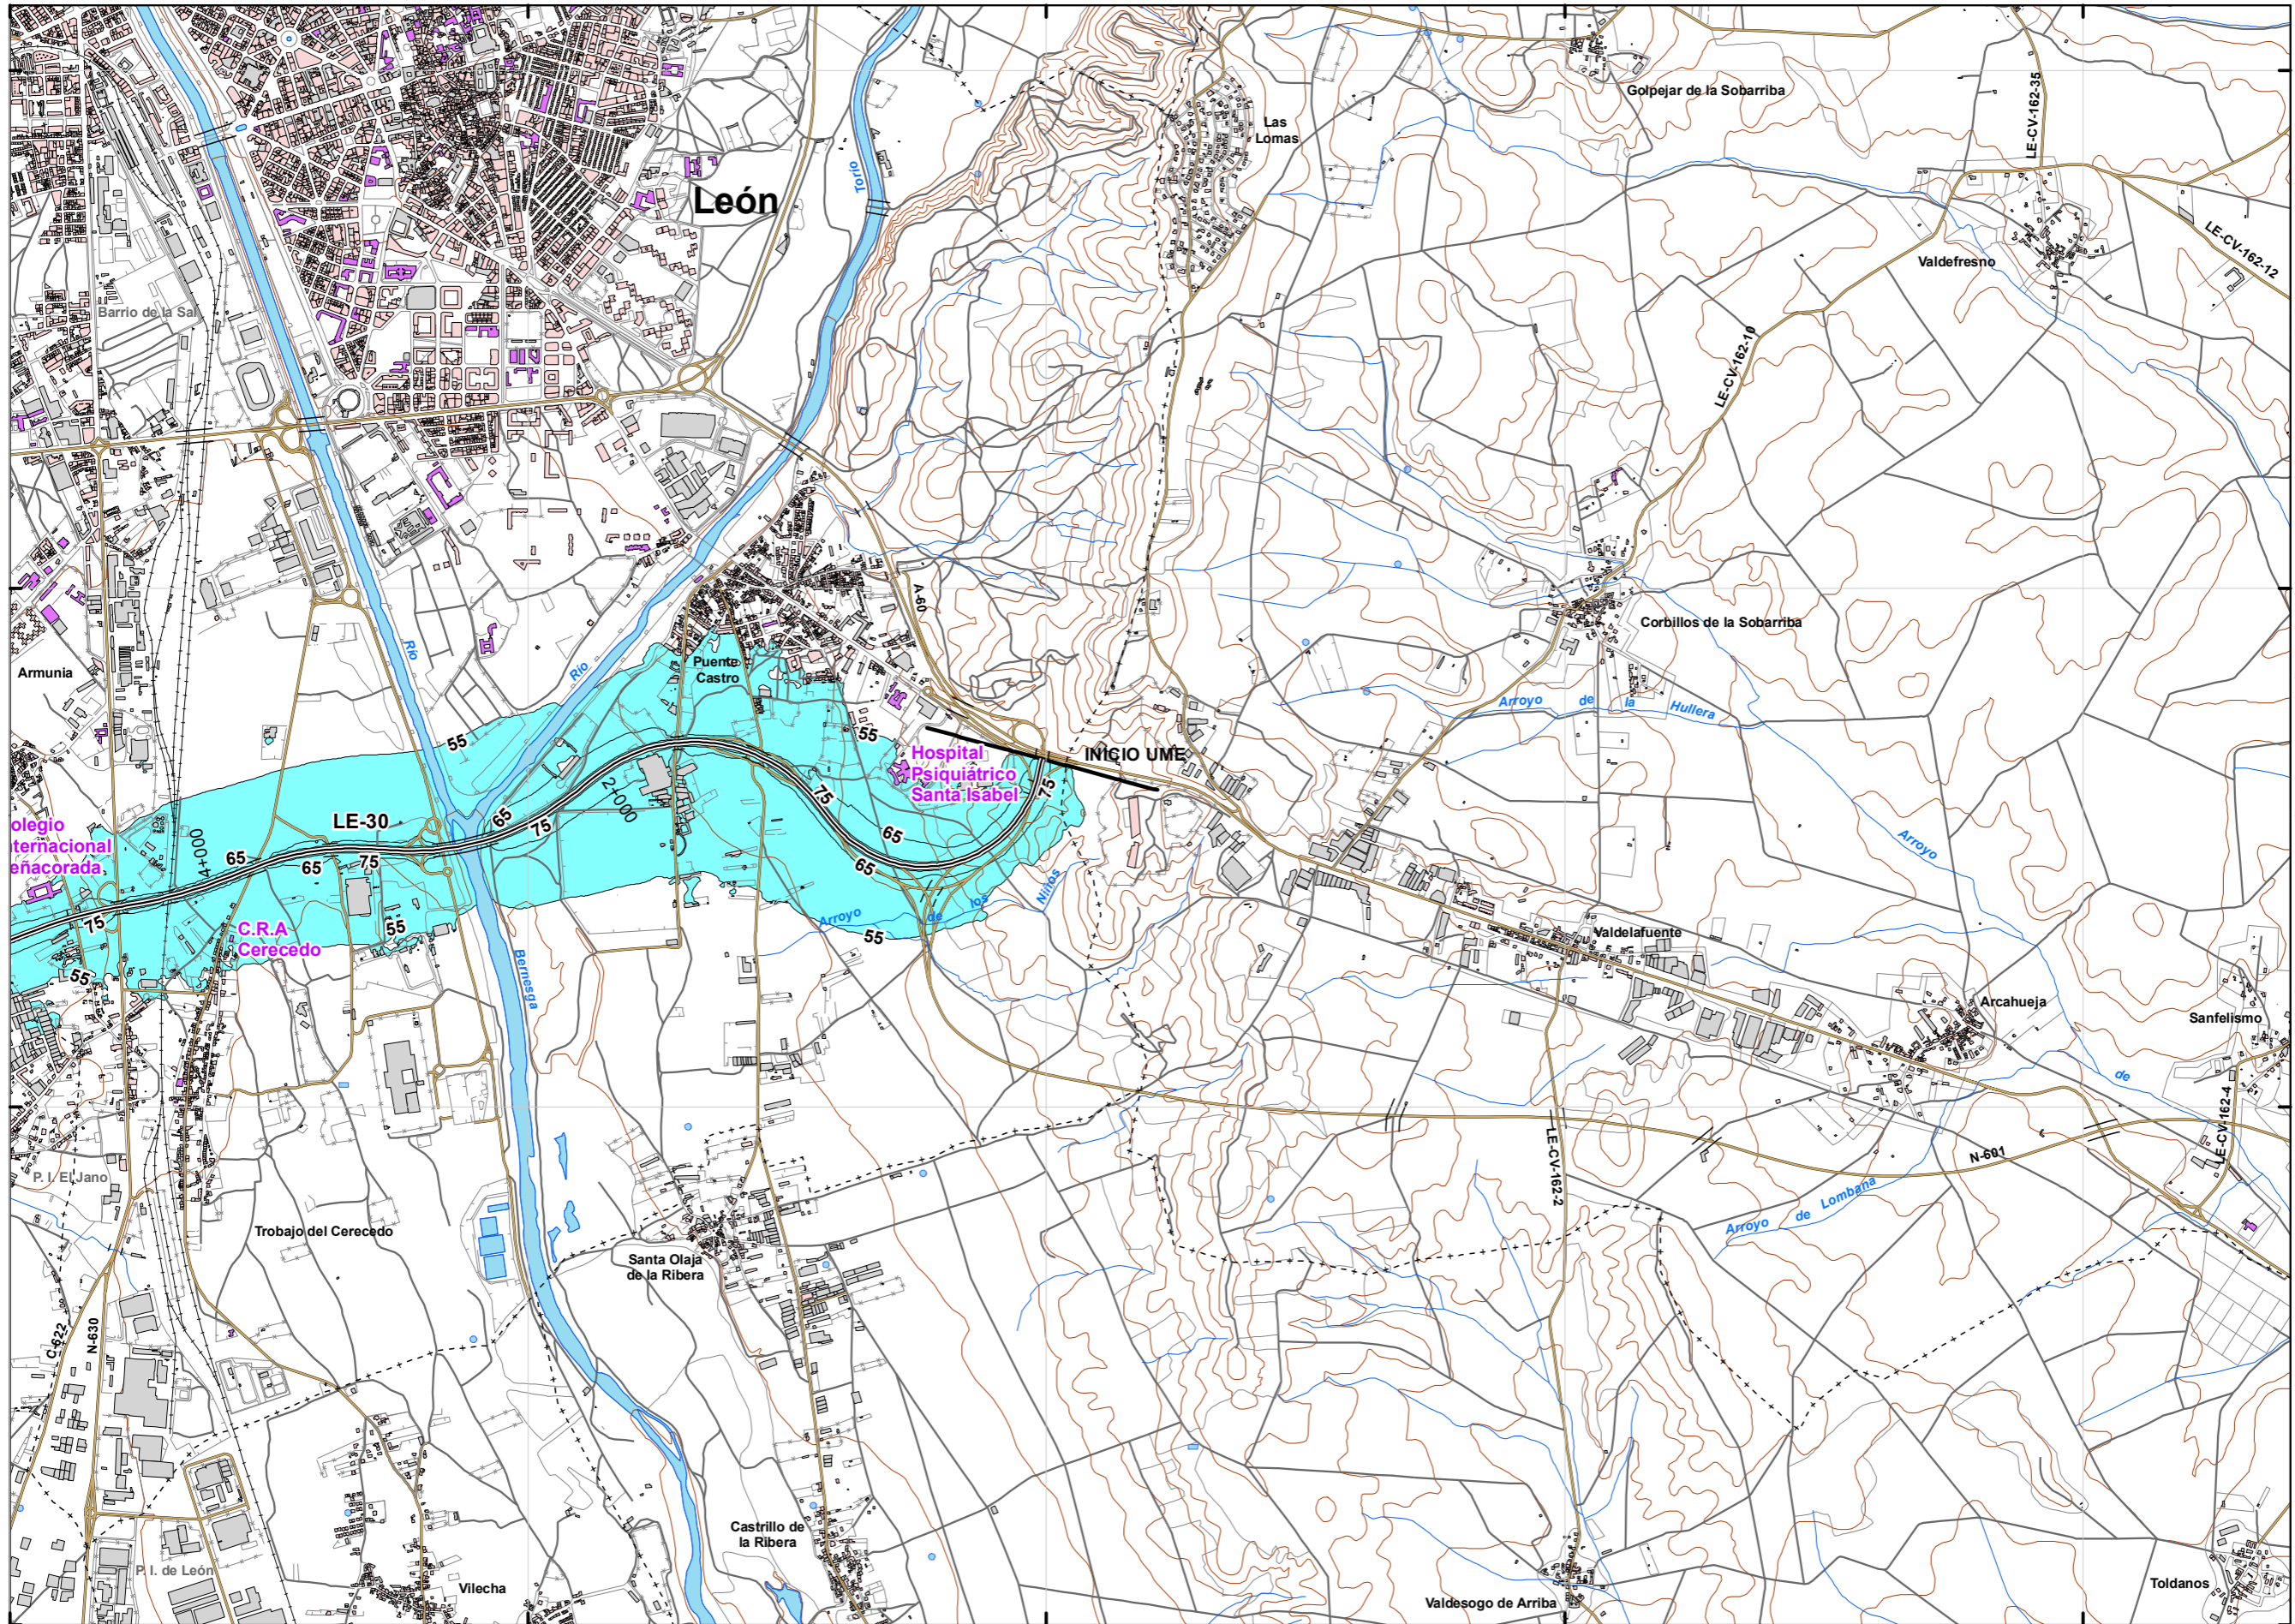 Golpejar de la Sobarriba
LE-CV-162-35
Las
Lomas
Torío
León
LE-CV-162-12
Valdefresno
Barrio de la Sal
LE-CV-162-10
A-60
Corbillos de la Sobarriba
Río
Río
Puente
Castro
Armunia
Arroyo de la Hullera
55
55
Hospital
Psiquiátrico
Santa Isabel
INICIO UME
75
75
2+000
65
75
LE-30
65
65
Arroyo
olegio
nternacional
eñacorada
4+000
65
65
75
75
Niños
Arroyo de los
55
55
C.R.A
Cerecedo
Valdelafuente
55
Bernesga
Arcahueja
Sanfelismo
de
LE-CV-162-4
N-601
LE-CV-162-2
P. I. El Jano
Arroyo de Lombana
Trobajo del Cerecedo
Santa Olaja
de la Ribera
C-622
N-630
Castrillo de
la Ribera
P. I. de León
Vilecha
Valdesogo de Arriba
Toldanos